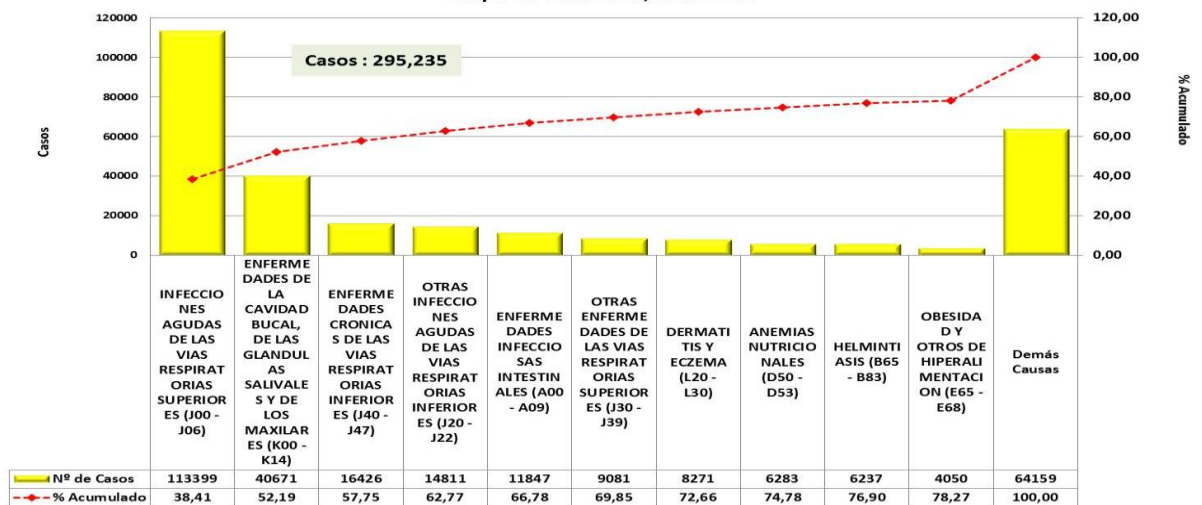 120000
100000
80000
60000
40000
20000
0
Casos
Casos : 295,235
120,00
100,00
80,00
60,00
40,00
20,00
0,00
% Acumulado
INFECCIO
NES
AGUDAS
DE LAS
VIAS
RESPIRAT
ORIAS
SUPERIOR
ES (J00 -
J06)
ENFERME
DADES DE
LA
CAVIDAD
BUCAL,
DE LAS
GLANDUL
AS
SALIVALE
S Y DE
LOS
MAXILAR
ES (K00 -
K14)
ENFERME
DADES
CRONICA
S DE LAS
VIAS
RESPIRAT
ORIAS
INFERIOR
ES (J40 -
J47)
OTRAS
INFECCIO
NES
AGUDAS
DE LAS
VIAS
RESPIRAT
ORIAS
INFERIOR
ES (J20 -
J22)
ENFERME
DADES
INFECCIO
SAS
INTESTIN
ALES (A00
- A09)
OTRAS
ENFERME
DADES DE
LAS VIAS
RESPIRAT
ORIAS
SUPERIOR
ES (J30 -
J39)
DERMATI
TIS Y
ECZEMA
(L20 -
L30)
ANEMIAS
NUTRICIO
NALES
(D50 -
D53)
HELMINTI
ASIS (B65
- B83)
OBESIDA
D Y
OTROS DE
HIPERALI
MENTACI
ON (E65 -
E68)
Demás
Causas
Nº de Casos 113399 40671 16426 14811 11847 9081 8271 6283 6237 4050 64159
% Acumulado 38,41 52,19 57,75 62,77 66,78 69,85 72,66 74,78 76,90 78,27 100,00